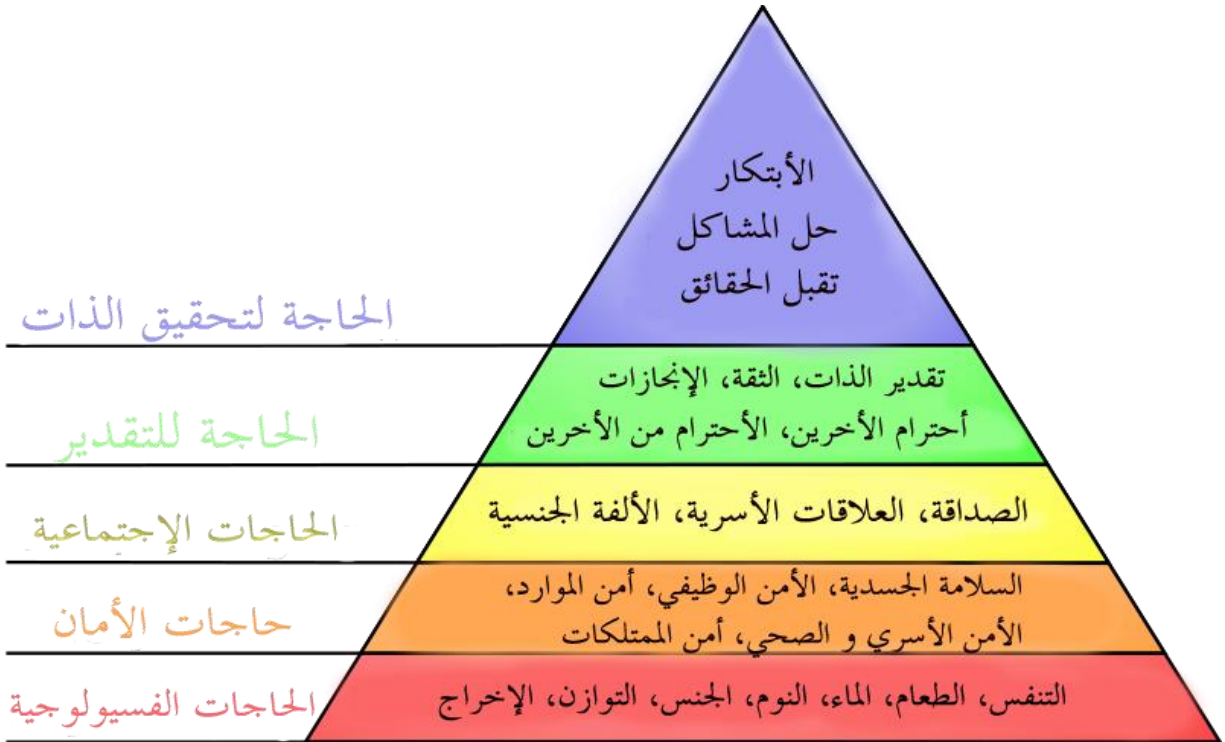 الأبتكار
حل المشاكل
تقبل الحقائق
الحاجة لتحقيق الذات
تقدير الذات، الثقة، الإنجازات
أحترام الأخرين، الأحترام من الأخرين
الحاجة للتقدير
الصداقة، العلاقات الأسرية، الألفة الجنسية
الحاجات الإجتماعية
السلامة الجسدية، الأمن الوظيفي، أمن الموارد،
الأمن الأسري و الصحي، أمن الممتلكات
حاجات الأمان
التنفس، الطعام، الماء، النوم، الجنس، التوازن، الإخراج
الحاجات الفسيولوجية